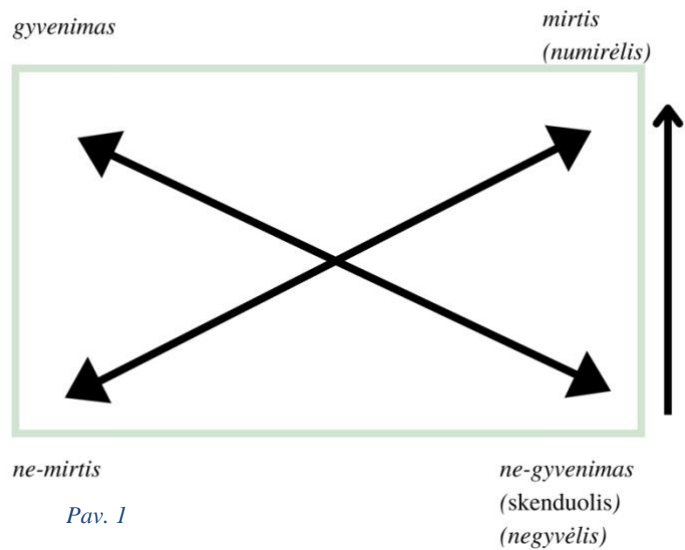 gyvenimas
mirtis
(numirėlis)
ne-mirtis
ne-gyvenimas
(skenduolis)
(negyvėlis)
Pav. 1